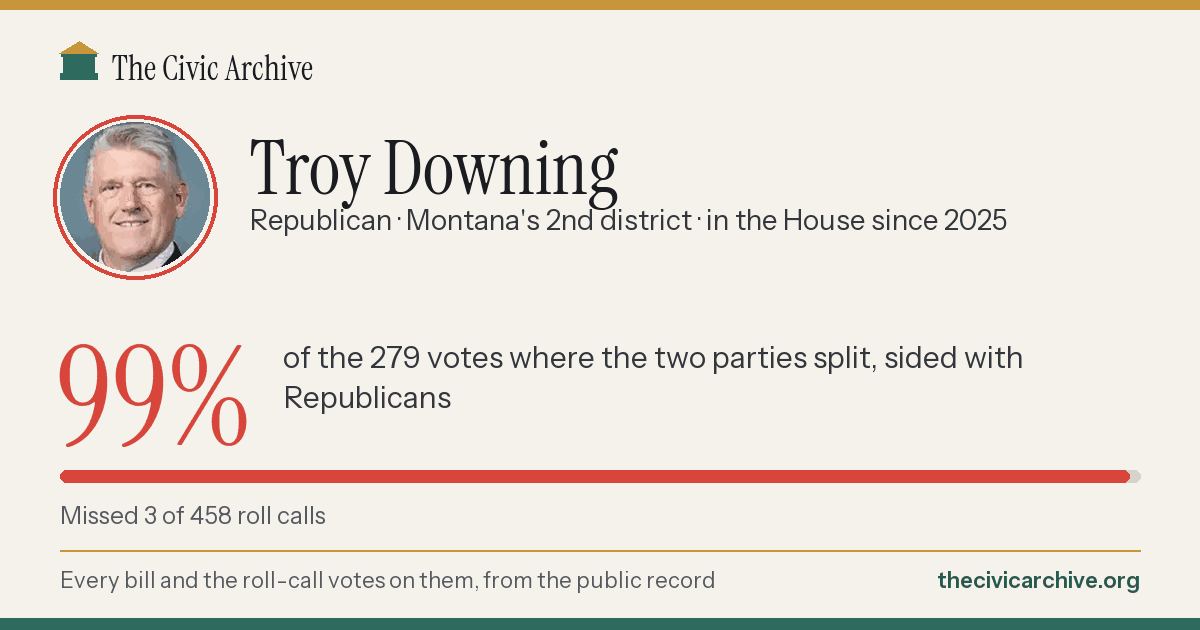 The Civic Archive
Troy Downing
Republican · Montana's 2nd district · in the House since 2025
99%
of the 279 votes where the two parties split, sided with
Republicans
Missed 3 of 458 roll calls
Every bill and the roll-call votes on them, from the public record
thecivicarchive.org